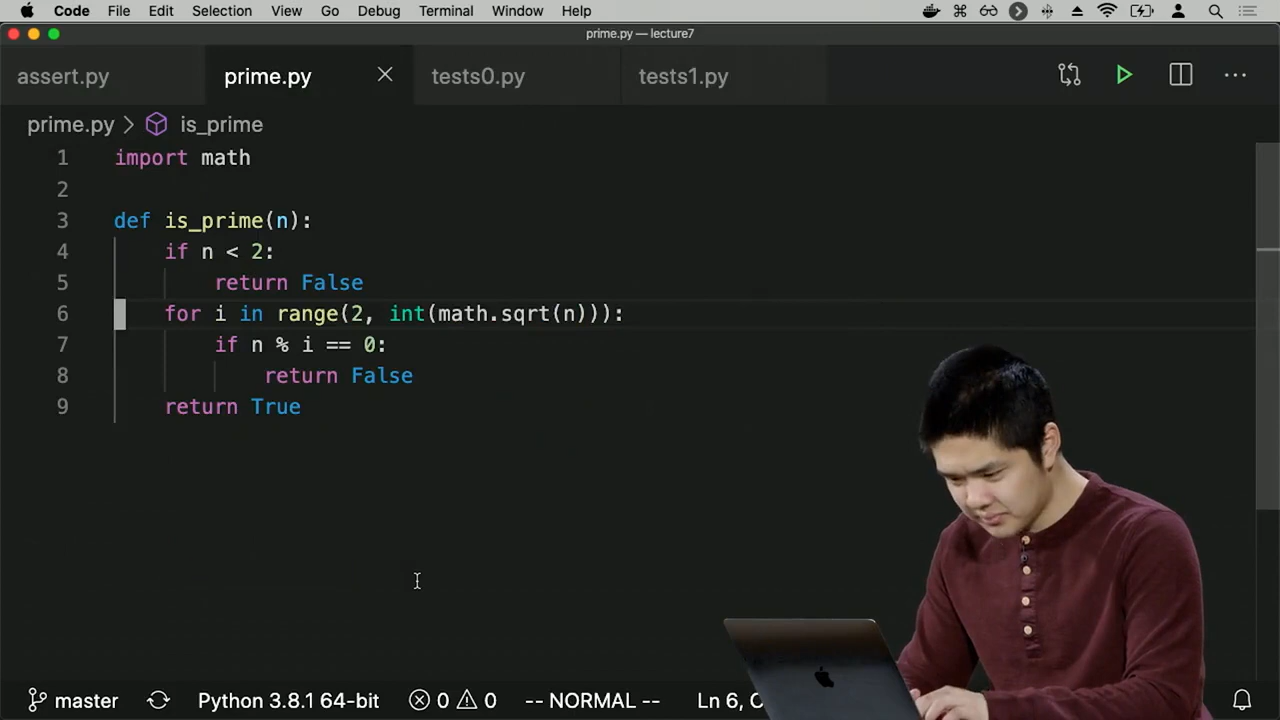 Code File Edit Selection View Go Debug Terminal Window Help
prime.py — lecture7
assert.py prime.py tests0.py tests1.py
prime.py > is_prime
1 import math
2
3 def is_prime(n):
4 if n < 2:
5 return False
6 for i in range(2, int(math.sqrt(n))):
7 if n % i == 0:
8 return False
9 return True
master Python 3.8.1 64-bit 0 0 -- NORMAL -- Ln 6, C